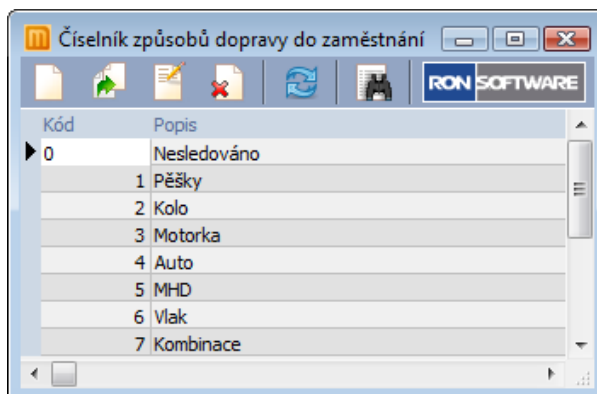 Číselník způsobů dopravy do zaměstnání
RON SOFTWARE
Kód Popis
0 Nesledováno
1 Pěšky
2 Kolo
3 Motorka
4 Auto
5 MHD
6 Vlak
7 Kombinace